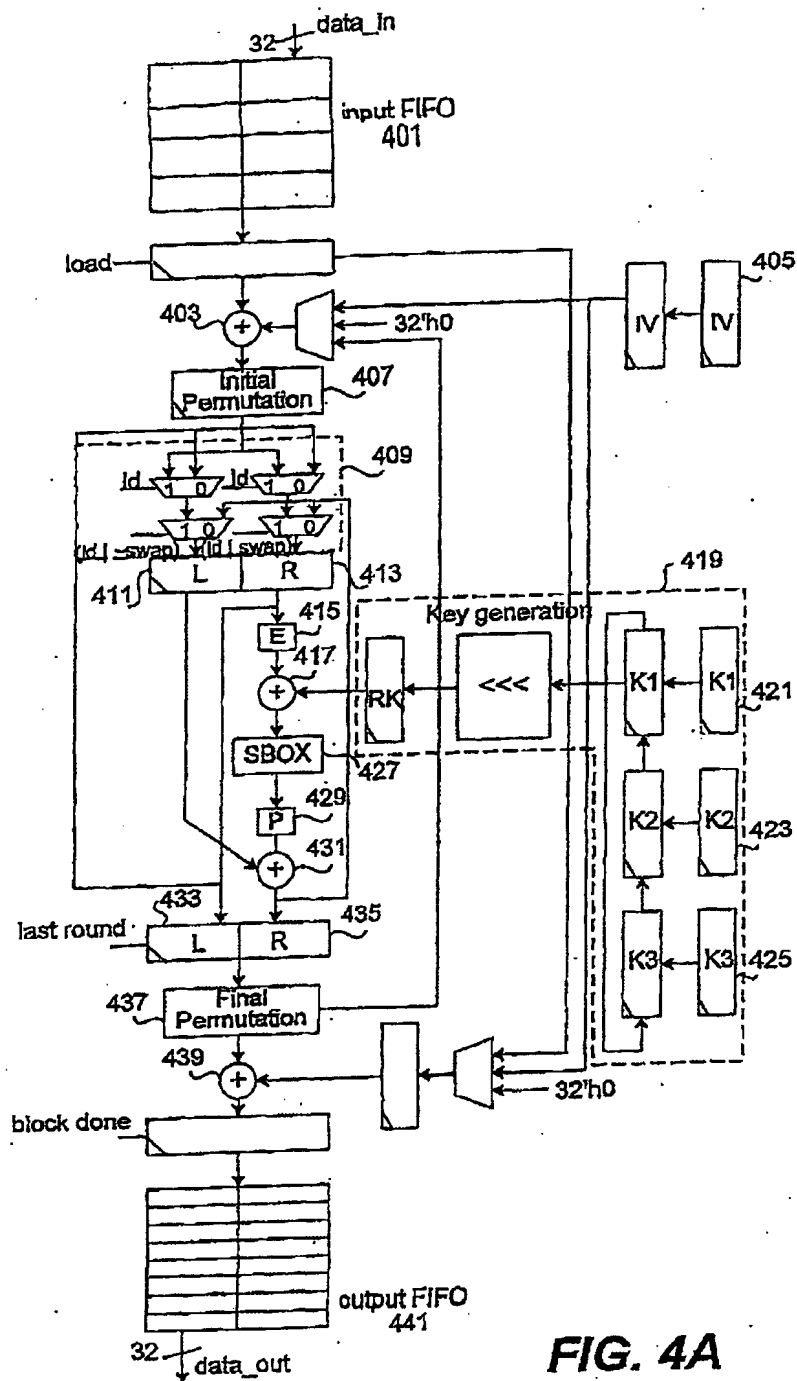 data_in
32
input FIFO
401
load
405
IV
IV
403
+
32'h0
Initial
Permutation
407
409
ld
1 0
ld
1 0
1 0
1 0
(ld | ~swap)
(ld | swap)
411
L
R
413
419
E
415
Key generation
417
+
RK
<<<
K1
K1
421
SBOX
427
P
429
K2
K2
423
+
431
433
435
last round
L
R
K3
K3
425
437
Final
Permutation
439
+
32'h0
block done
output FIFO
441
32
data_out
FIG. 4A